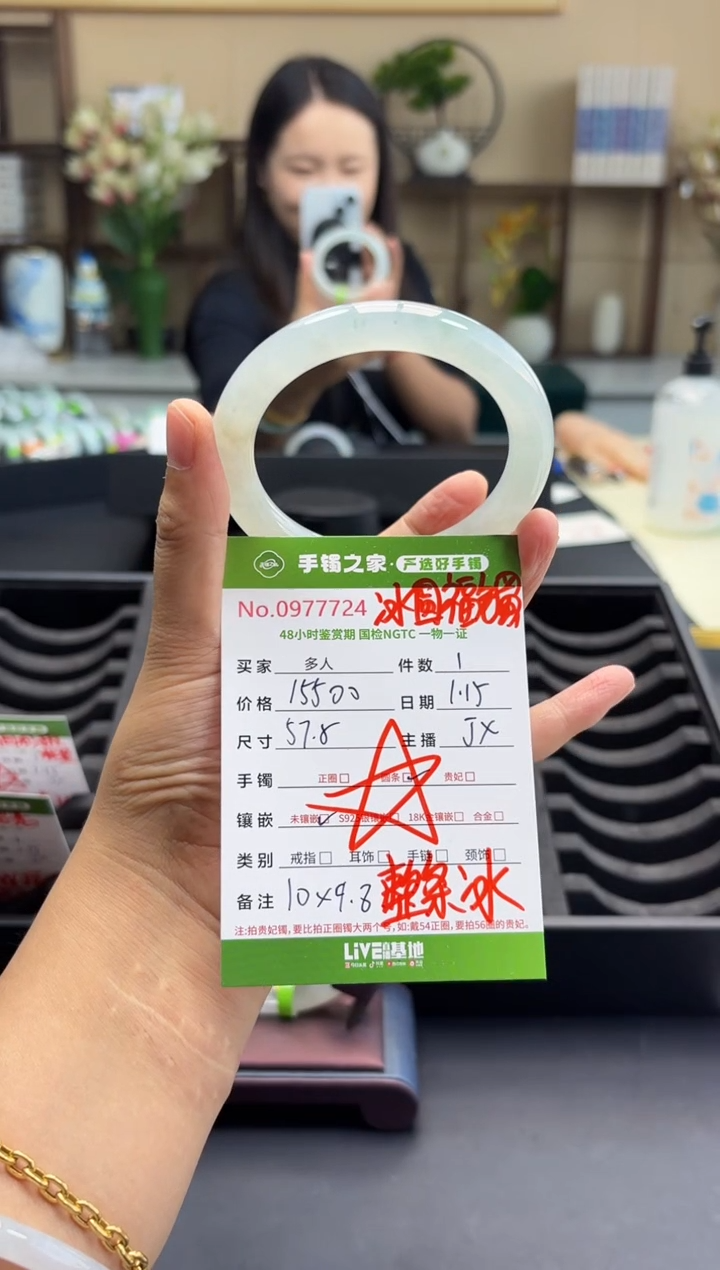 手镯之家·严选好手镯
No.0977724 冰圆福镯
48小时鉴赏期 国检NGTC 一物一证
买家 多人 件数 1
价格 15500 日期 1.15
尺寸 57.8 主播 JX
手镯 正圈 圆条 贵妃
镶嵌 未镶嵌 S925银镶嵌 18K金镶嵌 合金
类别 戒指 耳饰 手链 颈饰
备注 10x9.8 整条冰
注:拍贵妃镯,要比拍正圈镯大两个号,如:戴54正圈,要拍56圈的贵妃。
LiVE 基地